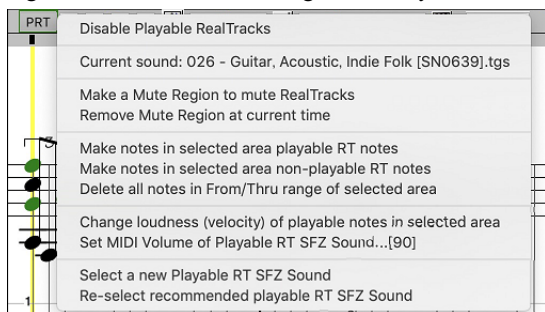 PRT
Disable Playable RealTracks
Current sound: 026 - Guitar, Acoustic, Indie Folk [SN0639].tgs
Make a Mute Region to mute RealTracks
Remove Mute Region at current time
Make notes in selected area playable RT notes
Make notes in selected area non-playable RT notes
Delete all notes in From/Thru range of selected area
Change loudness (velocity) of playable notes in selected area
Set MIDI Volume of Playable RT SFZ Sound...[90]
Select a new Playable RT SFZ Sound
Re-select recommended playable RT SFZ Sound
3
1